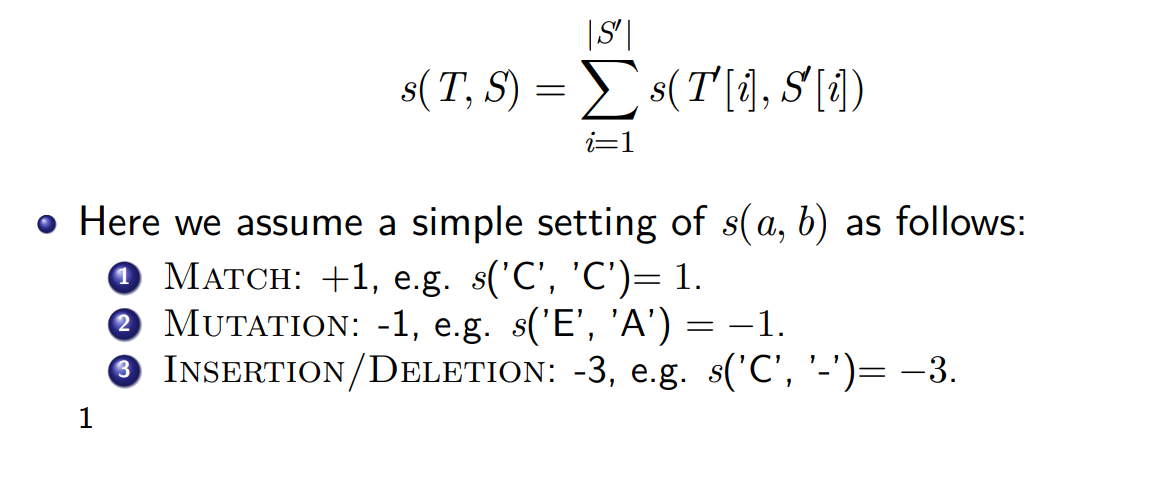 |S′|
s(T, S) = ∑ s(T′[i], S′[i])
i=1
Here we assume a simple setting of s(a, b) as follows:
1 MATCH: +1, e.g. s('C', 'C')= 1.
2 MUTATION: -1, e.g. s('E', 'A') = −1.
3 INSERTION/DELETION: -3, e.g. s('C', '-')= −3.
1